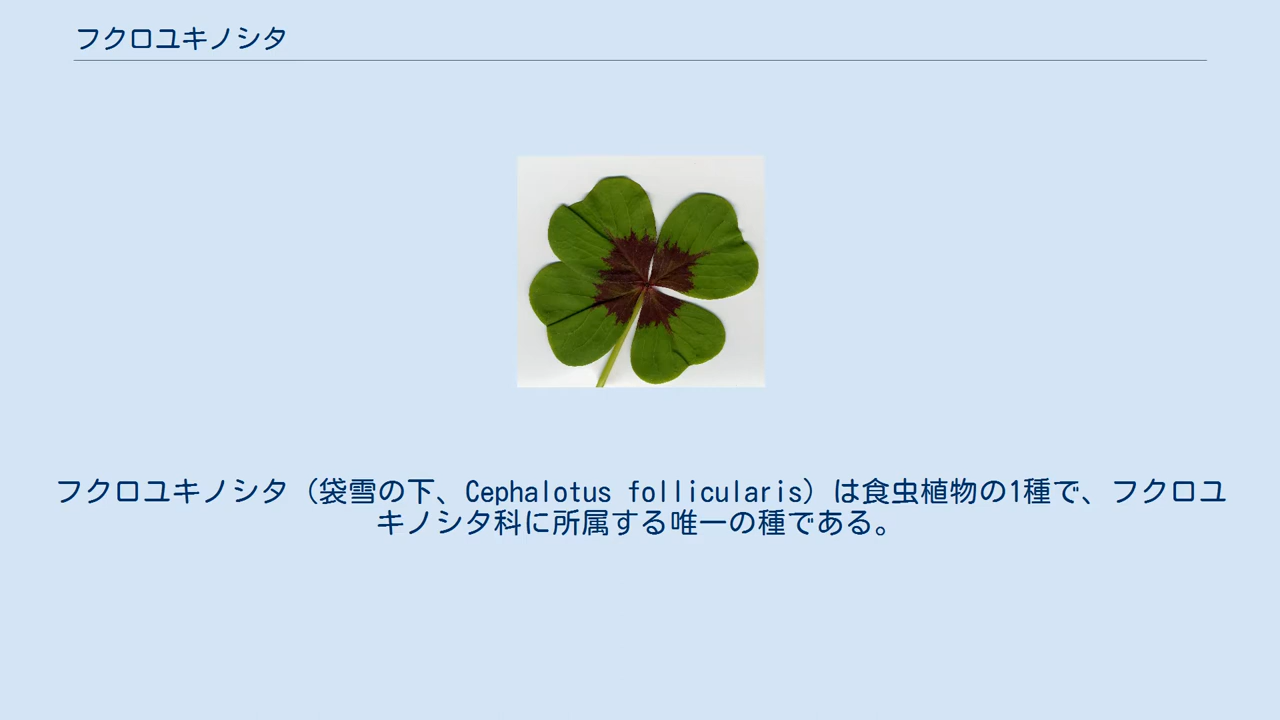 フクロユキノシタ
フクロユキノシタ（袋雪の下、Cephalotus follicularis）は食虫植物の1種で、フクロユ
キノシタ科に所属する唯一の種である。